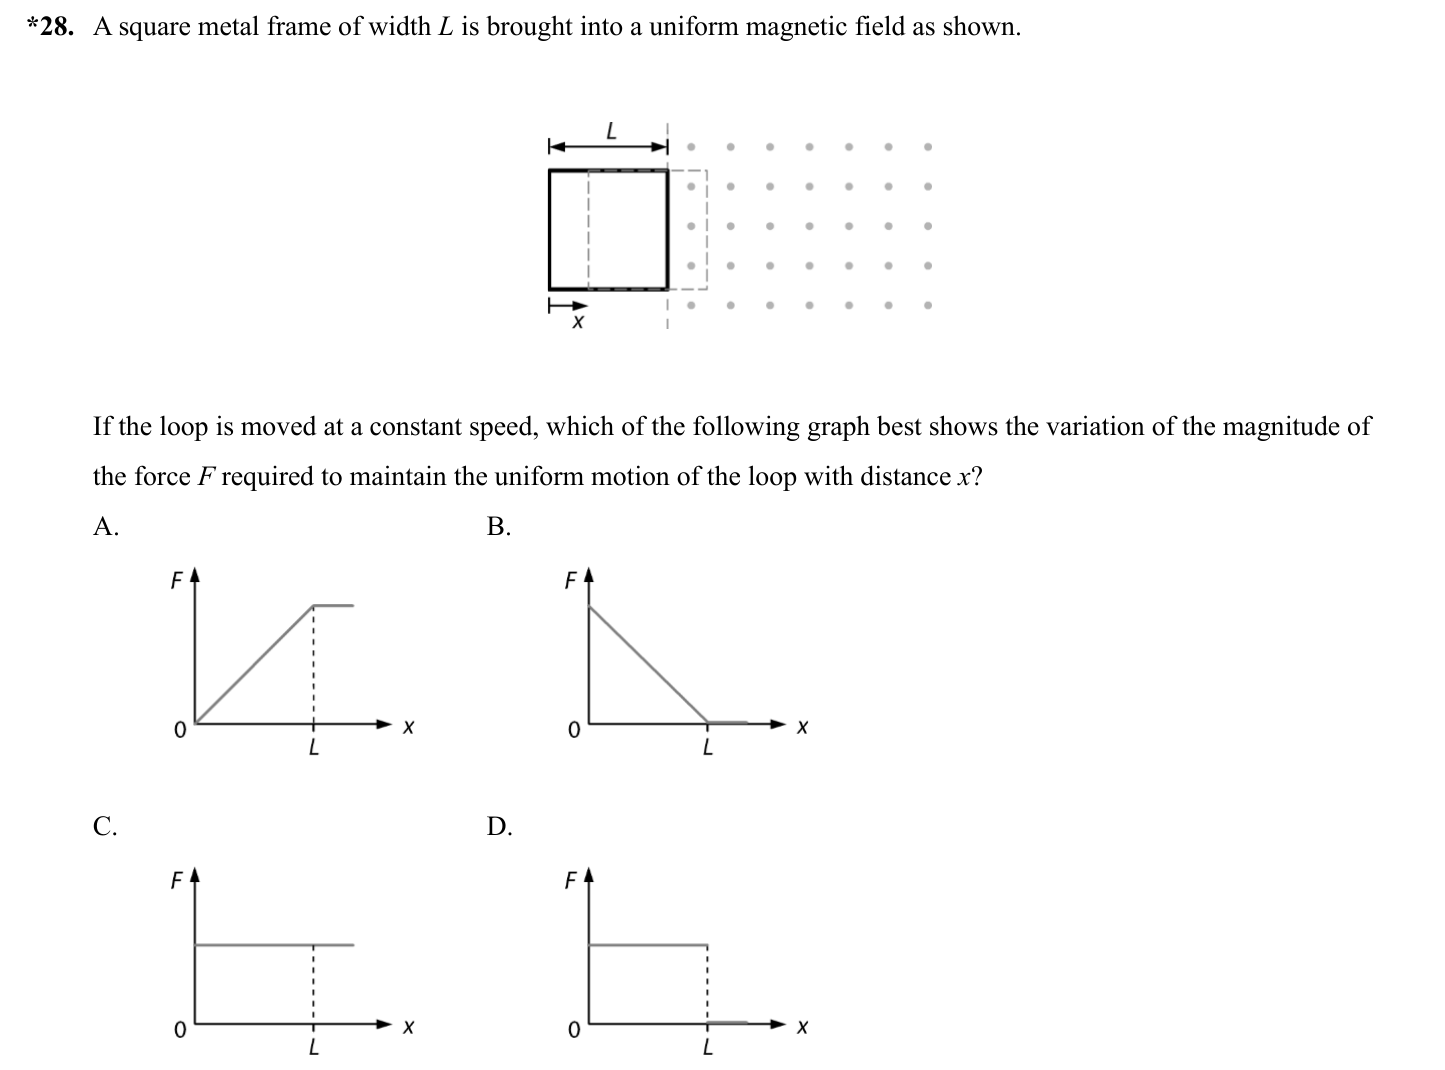 *28. A square metal frame of width L is brought into a uniform magnetic field as shown.
L
x
If the loop is moved at a constant speed, which of the following graph best shows the variation of the magnitude of
the force F required to maintain the uniform motion of the loop with distance x?
A. B.
F F
0 L x 0 L x
C. D.
F F
0 L x 0 L x